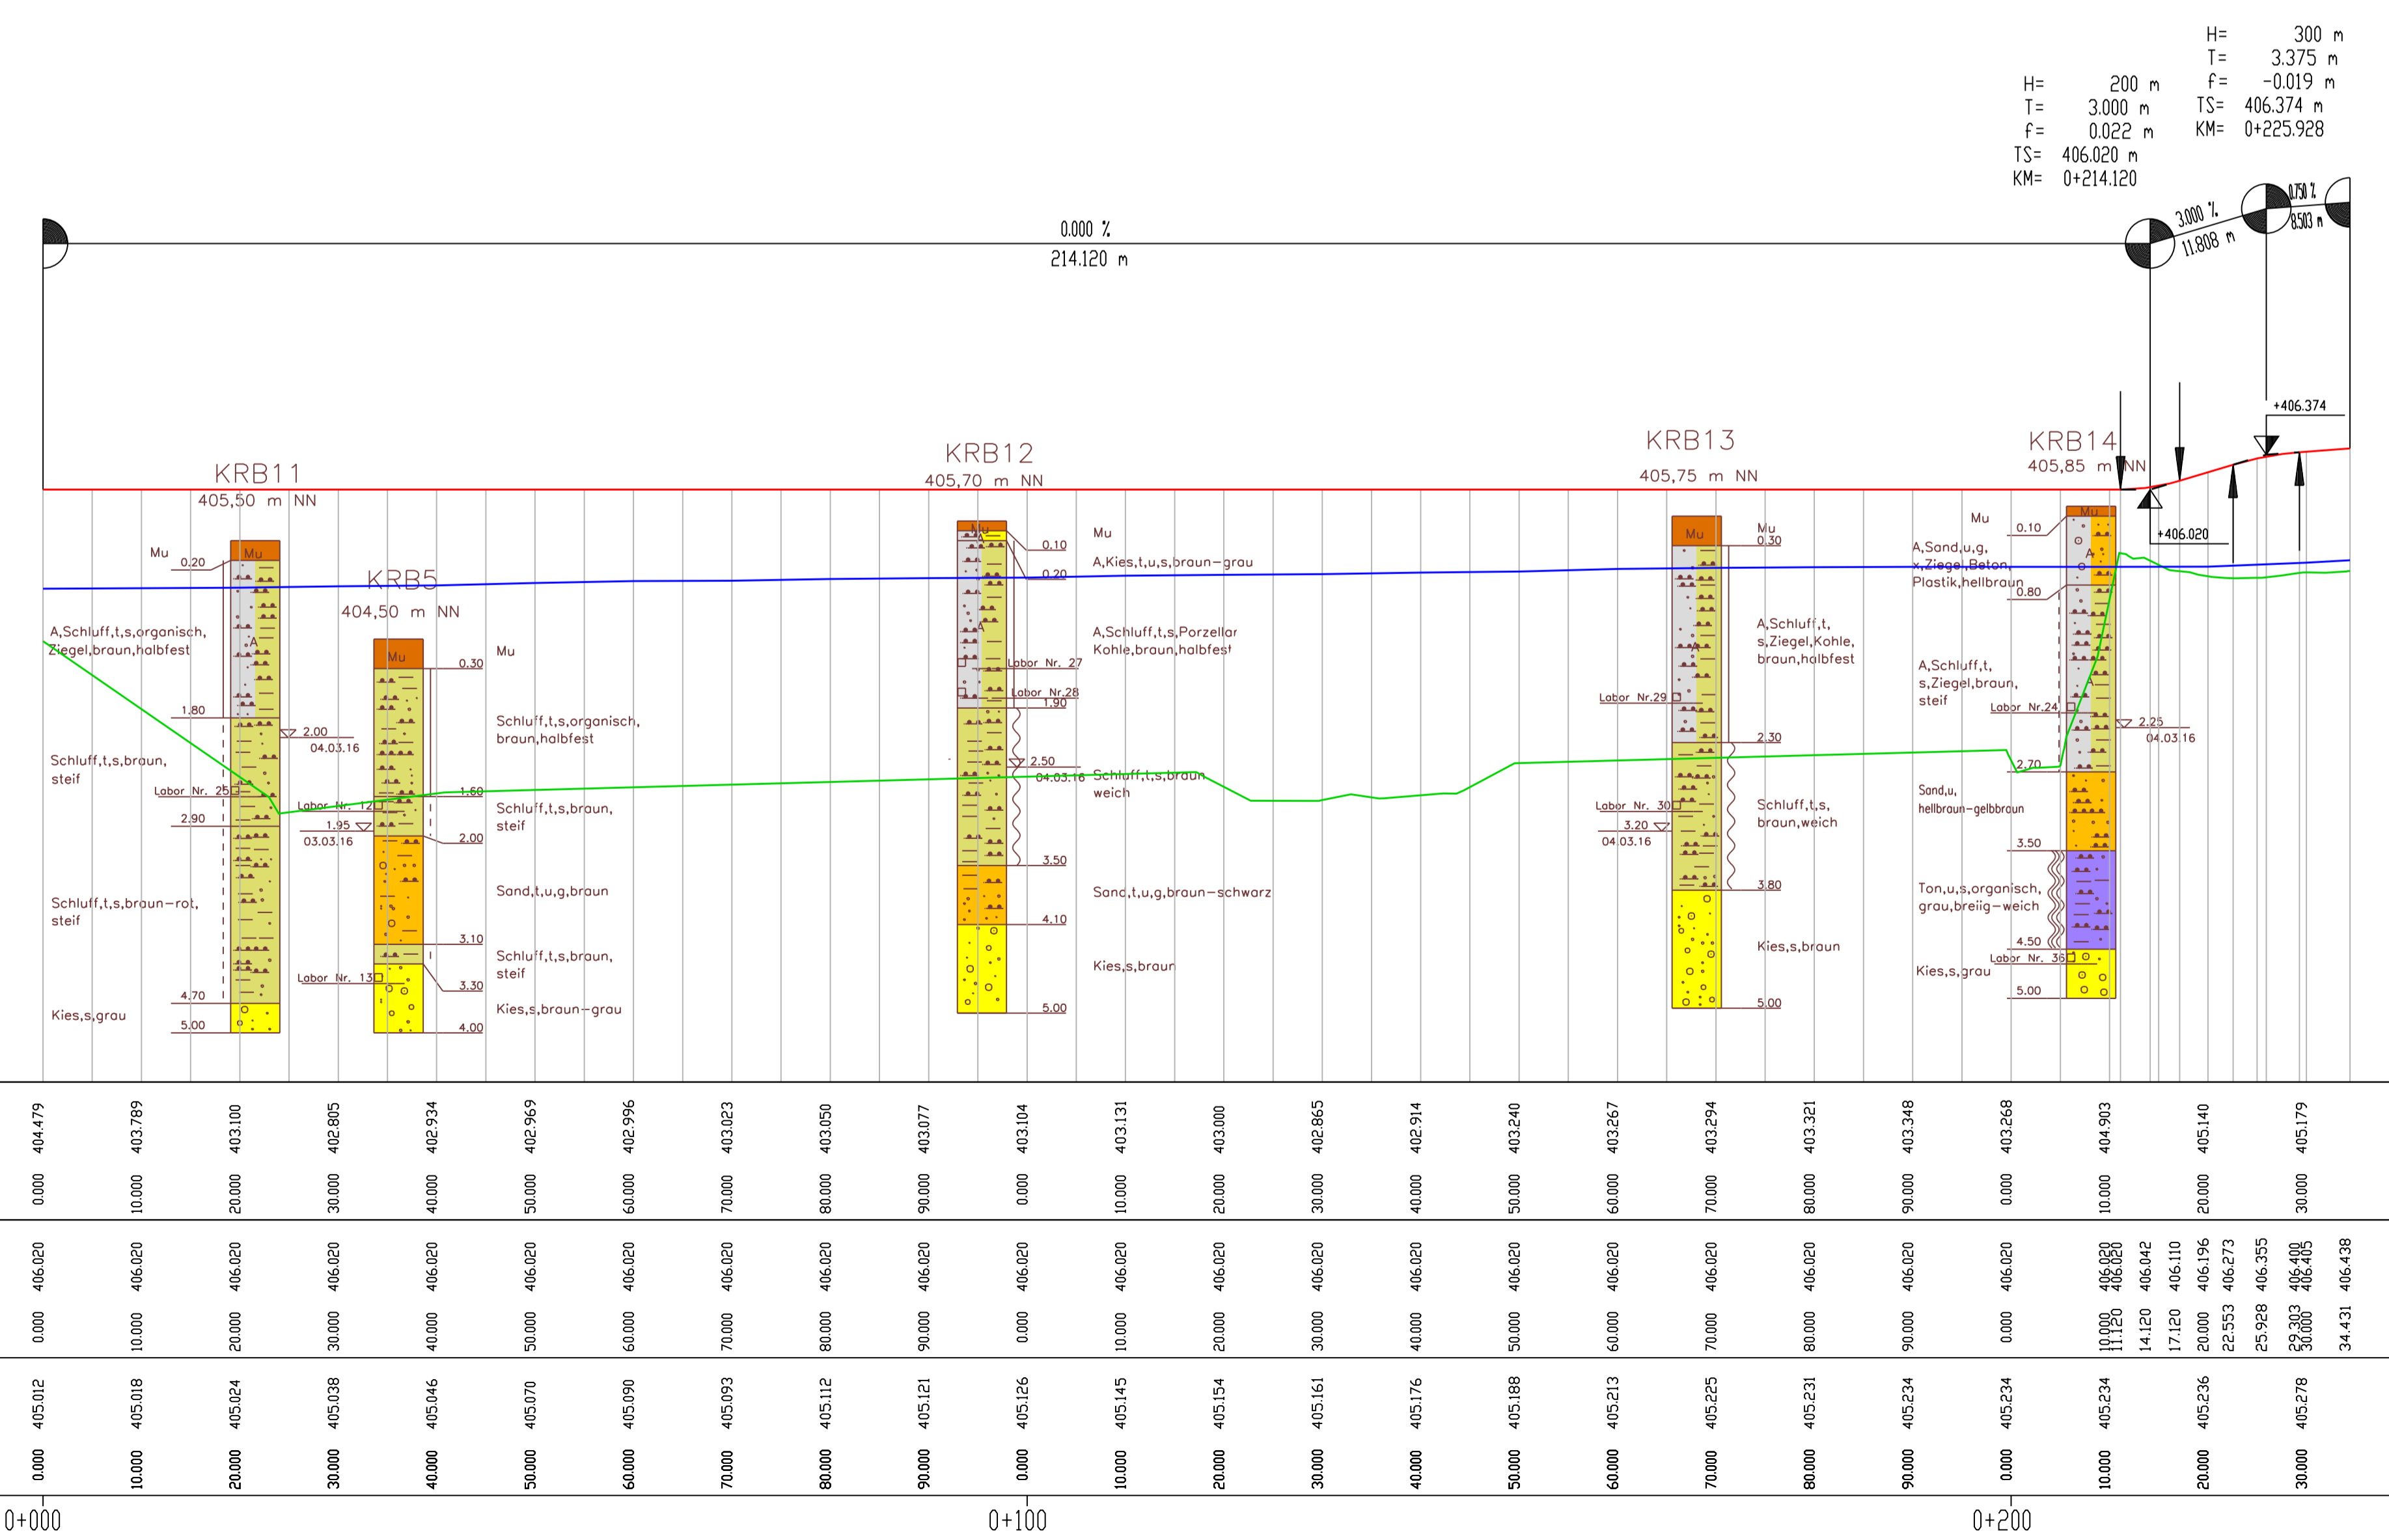 H= 300 m
T= 3.375 m
f= -0.019 m
TS= 406.374 m
KM= 0+225.928
H= 200 m
T= 3.000 m
f= 0.022 m
TS= 406.020 m
KM= 0+214.120
0.000 %
214.120 m
3.000 %
11.808 m
0.750 %
8.503 m
+406.374
+406.020
KRB11
405,50 m NN
Mu
0.20
Mu
A,Schluff,t,s,organisch,
Ziegel,braun,halbfest
A
1.80
2.00
04.03.16
Schluff,t,s,braun,
steif
Labor Nr. 25
2.90
Schluff,t,s,braun-rot,
steif
4.70
Kies,s,grau
5.00
KRB5
404,50 m NN
Mu
Mu
0.30
Schluff,t,s,organisch,
braun,halbfest
1.60
Labor Nr. 12
Schluff,t,s,braun,
steif
1.95
03.03.16
2.00
Sand,t,u,g,braun
3.10
Schluff,t,s,braun,
steif
Labor Nr. 13
3.30
Kies,s,braun-grau
4.00
KRB12
405,70 m NN
Mu
A
Mu
0.10
A,Kies,t,u,s,braun-grau
0.20
A
A,Schluff,t,s,Porzellar
Kohle,braun,halbfest
Labor Nr. 27
Labor Nr.28
1.90
2.50
04.03.16
Schluff,t,s,braun
weich
3.50
Sand,t,u,g,braun-schwarz
4.10
Kies,s,braun
5.00
KRB13
405,75 m NN
Mu
Mu
0.30
A
A,Schluff,t,
s,Ziegel,Kohle,
braun,halbfest
Labor Nr.29
2.30
Labor Nr. 30
3.20
04.03.16
Schluff,t,s,
braun,weich
3.80
Kies,s,braun
5.00
KRB14
405,85 m NN
Mu
Mu
0.10
A,Sand,u,g,
x,Ziegel,Beton,
Plastik,hellbraun
A
0.80
A,Schluff,t,
s,Ziegel,braun,
steif
A
Labor Nr.24
2.25
04.03.16
2.70
Sand,u,
hellbraun-gelbbraun
3.50
Ton,u,s,organisch,
grau,breiig-weich
4.50
Labor Nr. 36
Kies,s,grau
5.00
404.479 403.789 403.100 402.805 402.934 402.969 402.996 403.023 403.050 403.077 403.104 403.131 403.000 402.865 402.914 403.240 403.267 403.294 403.321 403.348 403.268 404.903 405.140 405.179
0.000 10.000 20.000 30.000 40.000 50.000 60.000 70.000 80.000 90.000 0.000 10.000 20.000 30.000 40.000 50.000 60.000 70.000 80.000 90.000 0.000 10.000 20.000 30.000
406.020 406.020 406.020 406.020 406.020 406.020 406.020 406.020 406.020 406.020 406.020 406.020 406.020 406.020 406.020 406.020 406.020 406.020 406.020 406.020 406.020 406.020 406.020 406.042 406.110 406.196 406.273 406.355 406.400 406.405 406.438
0.000 10.000 20.000 30.000 40.000 50.000 60.000 70.000 80.000 90.000 0.000 10.000 20.000 30.000 40.000 50.000 60.000 70.000 80.000 90.000 0.000 10.000 11.120 14.120 17.120 20.000 22.553 25.928 29.303 30.000 34.431
405.012 405.018 405.024 405.038 405.046 405.070 405.090 405.093 405.112 405.121 405.126 405.145 405.154 405.161 405.176 405.188 405.213 405.225 405.231 405.234 405.234 405.234 405.236 405.278
0.000 10.000 20.000 30.000 40.000 50.000 60.000 70.000 80.000 90.000 0.000 10.000 20.000 30.000 40.000 50.000 60.000 70.000 80.000 90.000 0.000 10.000 20.000 30.000
0+000 0+100 0+200